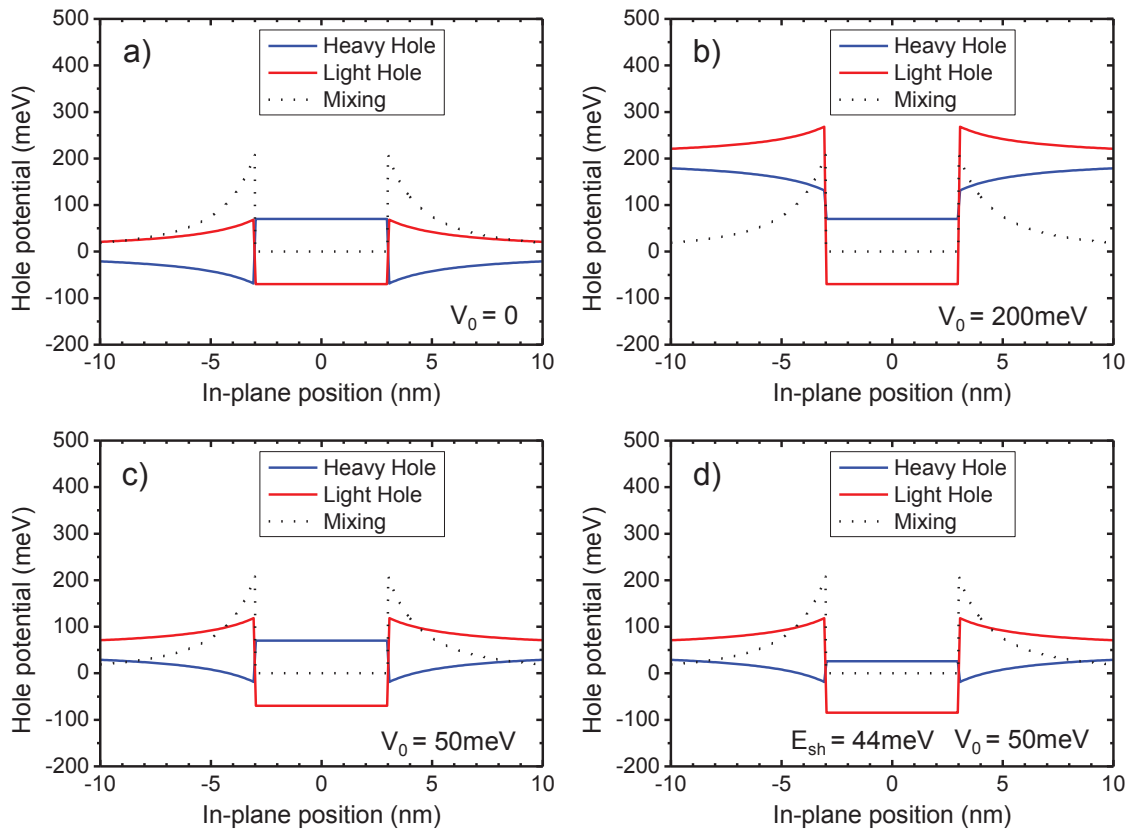 a)
Heavy Hole
Light Hole
Mixing
V0 = 0
500
400
300
200
100
0
-100
-200
-10
-5
0
5
10
Hole potential (meV)
In-plane position (nm)
b)
Heavy Hole
Light Hole
Mixing
V0 = 200meV
500
400
300
200
100
0
-100
-200
-10
-5
0
5
10
Hole potential (meV)
In-plane position (nm)
c)
Heavy Hole
Light Hole
Mixing
V0 = 50meV
500
400
300
200
100
0
-100
-200
-10
-5
0
5
10
Hole potential (meV)
In-plane position (nm)
d)
Heavy Hole
Light Hole
Mixing
Esh = 44meV V0 = 50meV
500
400
300
200
100
0
-100
-200
-10
-5
0
5
10
Hole potential (meV)
In-plane position (nm)